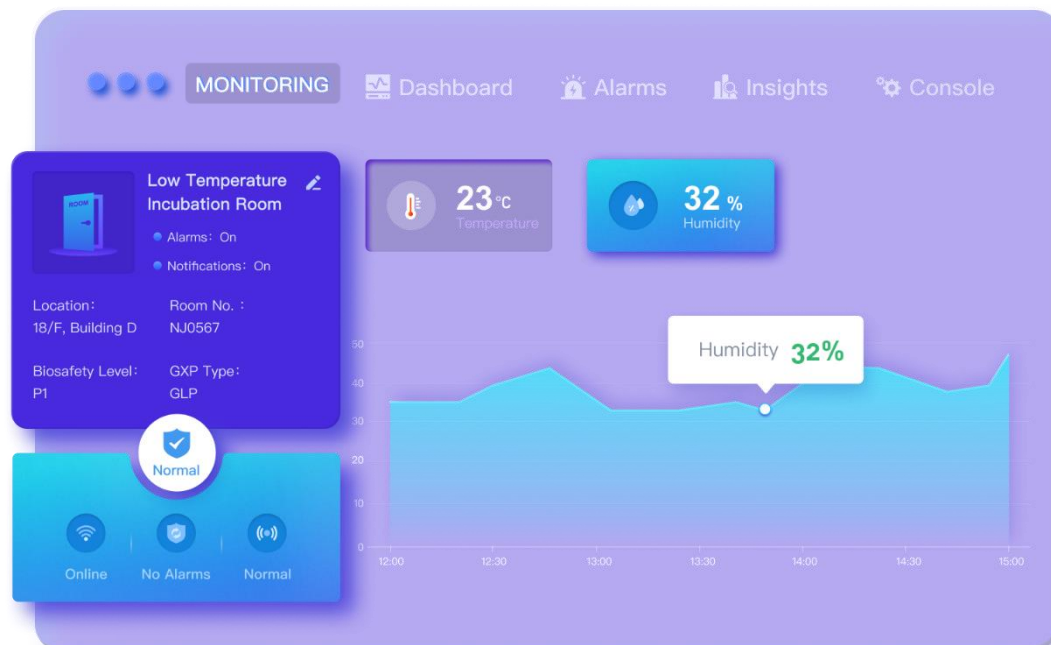 MONITORING Dashboard Alarms Insights Console
Low Temperature
Incubation Room
ROOM
Alarms: On
Notifications: On
Location:
18/F, Building D
Room No. :
NJ0567
Biosafety Level:
P1
GXP Type:
GLP
Normal
Online
No Alarms
Normal
23 °C
Temperature
32 %
Humidity
Humidity 32%
50
40
30
20
10
0
12:00 12:30 13:00 13:30 14:00 14:30 15:00